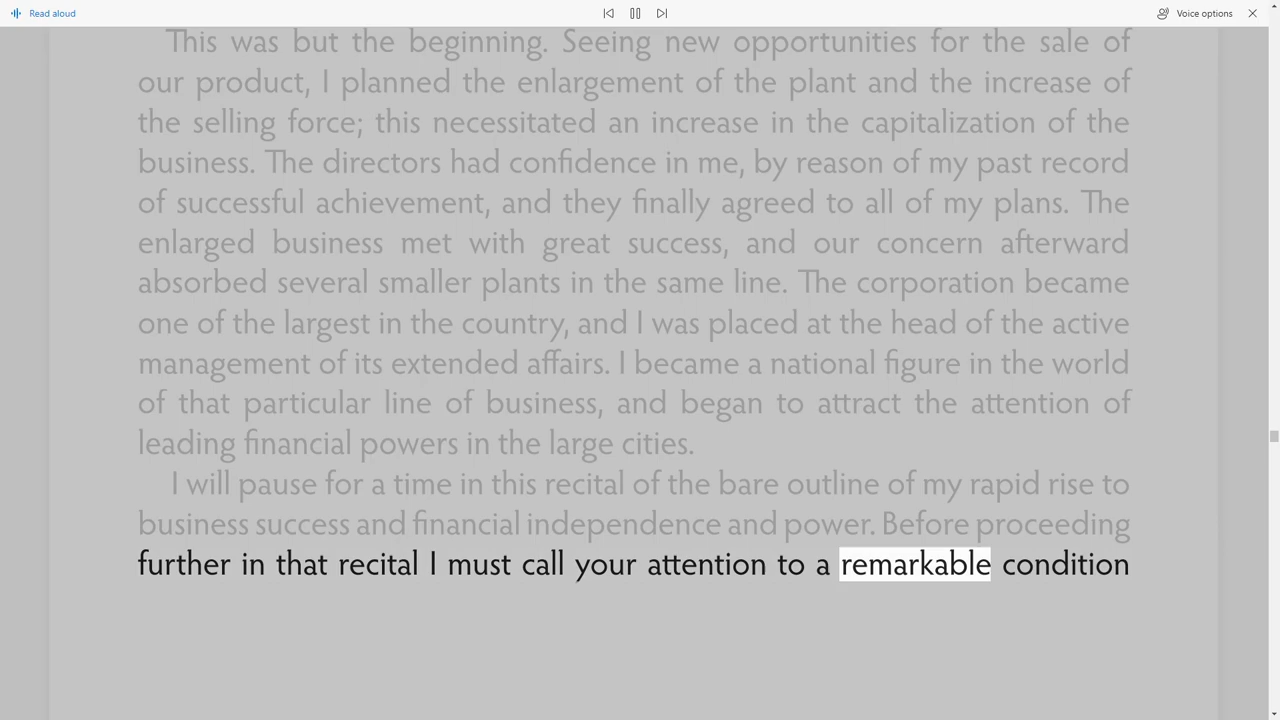 Read aloud
Voice options
This was but the beginning. Seeing new opportunities for the sale of
our product, I planned the enlargement of the plant and the increase of
the selling force; this necessitated an increase in the capitalization of the
business. The directors had confidence in me, by reason of my past record
of successful achievement, and they finally agreed to all of my plans. The
enlarged business met with great success, and our concern afterward
absorbed several smaller plants in the same line. The corporation became
one of the largest in the country, and I was placed at the head of the active
management of its extended affairs. I became a national figure in the world
of that particular line of business, and began to attract the attention of
leading financial powers in the large cities.
I will pause for a time in this recital of the bare outline of my rapid rise to
business success and financial independence and power. Before proceeding
further in that recital I must call your attention to a remarkable condition